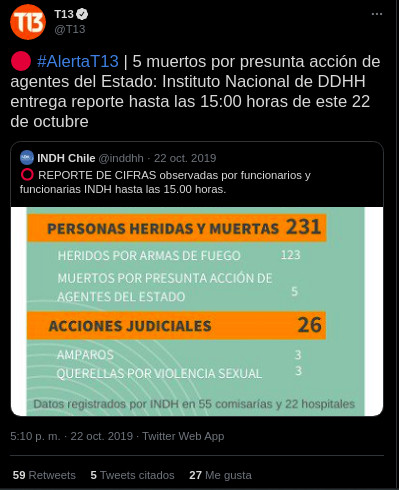 T13
T13
@T13
#AlertaT13 | 5 muertos por presunta acción de
agentes del Estado: Instituto Nacional de DDHH
entrega reporte hasta las 15:00 horas de este 22
de octubre
INDH Chile @inddhh · 22 oct. 2019
REPORTE DE CIFRAS observadas por funcionarios y
funcionarias INDH hasta las 15.00 horas.
PERSONAS HERIDAS Y MUERTAS 231
HERIDOS POR ARMAS DE FUEGO 123
MUERTOS POR PRESUNTA ACCIÓN DE
AGENTES DEL ESTADO 5
ACCIONES JUDICIALES 26
AMPAROS 3
QUERELLAS POR VIOLENCIA SEXUAL 3
Datos registrados por INDH en 55 comisarías y 22 hospitales
5:10 p. m. · 22 oct. 2019 · Twitter Web App
59 Retweets 5 Tweets citados 27 Me gusta